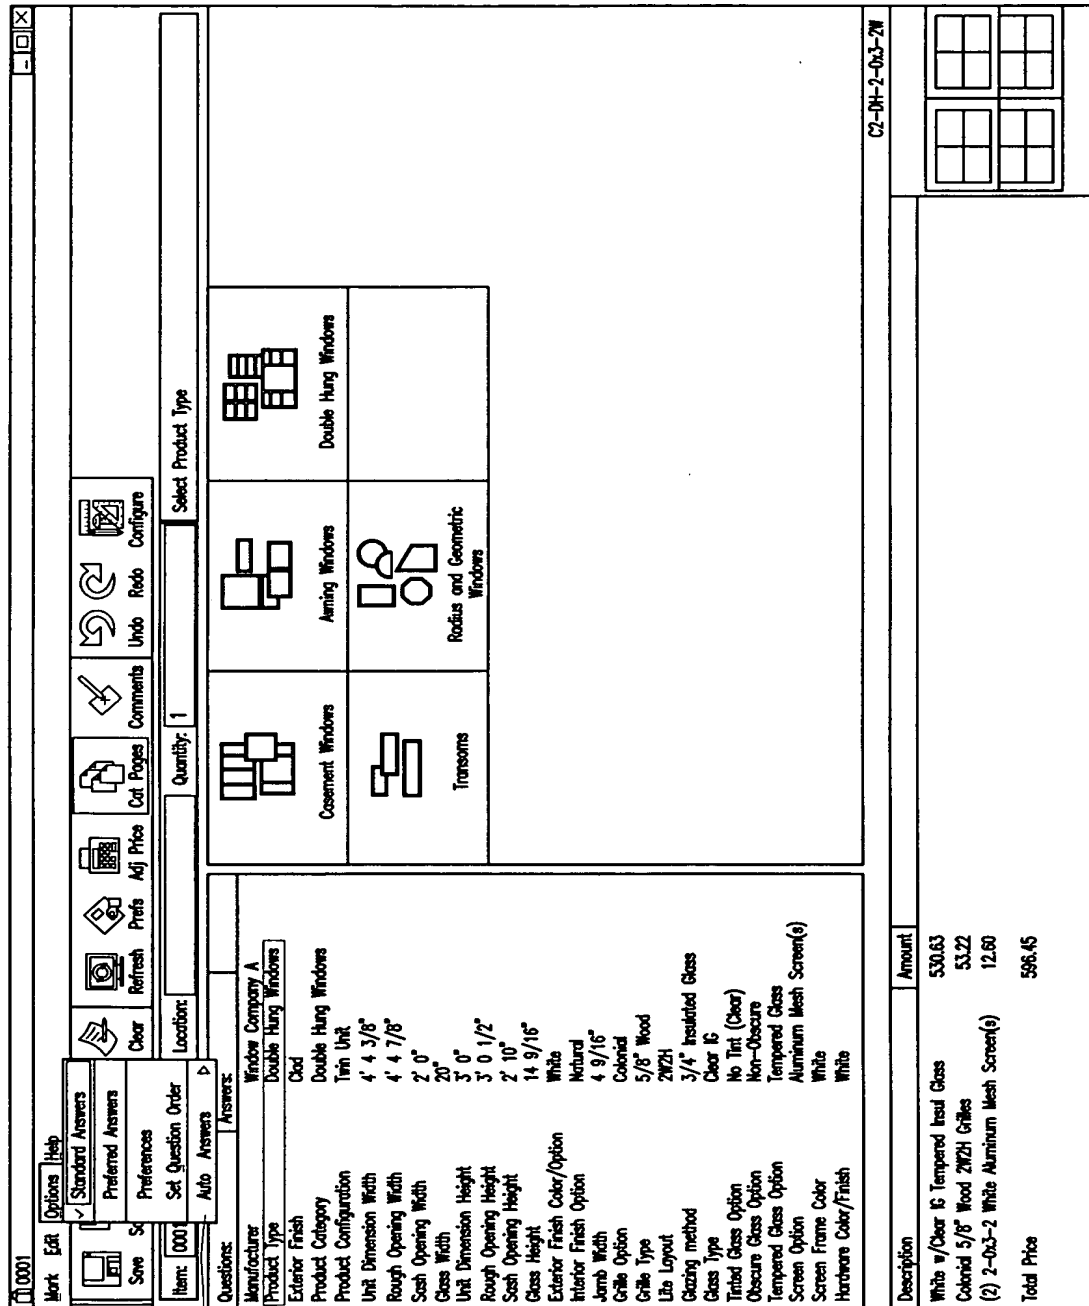 0001
Mark Edit Options Help
✓ Standard Answers
Preferred Answers
Preferences
Set Question Order
Auto Answers
Save Clear Refresh Prefs Adj Price Cat Pages Comments Undo Redo Configure
Item: 0001 Location: Quantity: 1 Select Product Type
Questions: Answers:
Manufacturer Window Company A
Product Type Double Hung Windows
Exterior Finish Clad
Product Category Double Hung Windows
Product Configuration Twin Unit
Unit Dimension Width 4' 4 3/8"
Rough Opening Width 4' 4 7/8"
Sash Opening Width 2' 0"
Glass Width 20"
Unit Dimension Height 3' 0"
Rough Opening Height 3' 0 1/2"
Sash Opening Height 2' 10"
Glass Height 14 9/16"
Exterior Finish Color/Option White
Interior Finish Option Natural
Jamb Width 4 9/16"
Grille Option Colonial
Grille Type 5/8" Wood
Lite Layout 2W2H
Glazing method 3/4" Insulated Glass
Glass Type Clear IG
Tinted Glass Option No Tint (Clear)
Obscure Glass Option Non-Obscure
Tempered Glass Option Tempered Glass
Screen Option Aluminum Mesh Screen(s)
Screen Frame Color White
Hardware Color/Finish White
Casement Windows
Awning Windows
Double Hung Windows
Transoms
Radius and Geometric
Windows
C2-DH-2-0x3-2W
Description Amount
White w/Clear IG Tempered Insul Glass 530.63
Colonial 5/8" Wood 2W2H Grilles 53.22
(2) 2-0x3-2 White Aluminum Mesh Screen(s) 12.60
Total Price 596.45